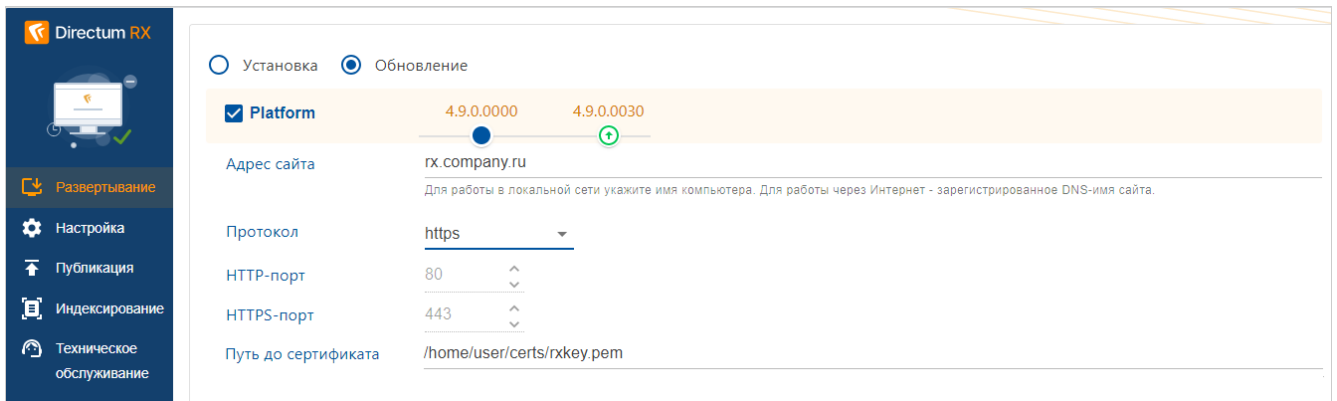 Directum RX
Развертывание
Настройка
Публикация
Индексирование
Техническое
обслуживание
Установка Обновление
Platform 4.9.0.0000 4.9.0.0030
Адрес сайта rx.company.ru
Для работы в локальной сети укажите имя компьютера. Для работы через Интернет - зарегистрированное DNS-имя сайта.
Протокол https
HTTP-порт 80
HTTPS-порт 443
Путь до сертификата /home/user/certs/rxkey.pem